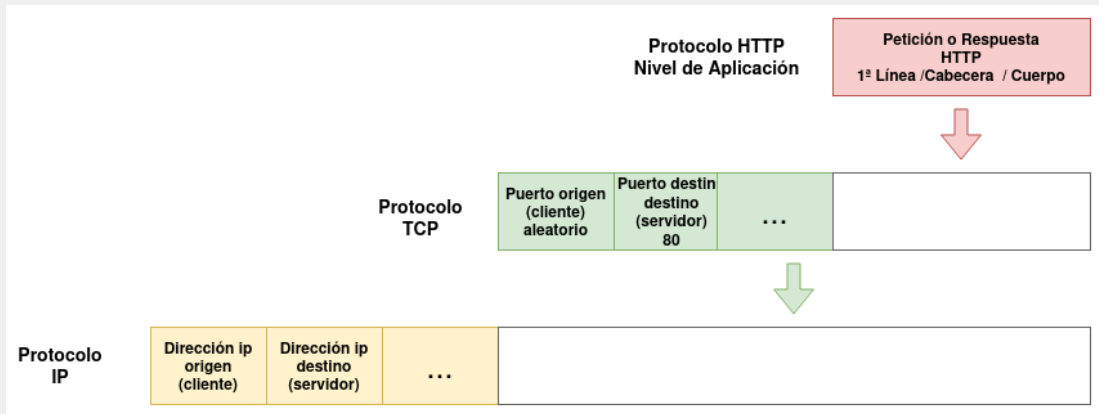 Protocolo HTTP
Nivel de Aplicación
Petición o Respuesta
HTTP
1ª Línea /Cabecera / Cuerpo
Protocolo
TCP
Puerto origen
(cliente)
aleatorio
Puerto destin
destino
(servidor)
80
...
Protocolo
IP
Dirección ip
origen
(cliente)
Dirección ip
destino
(servidor)
...